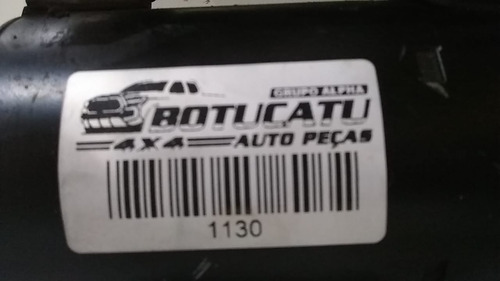 GRUPO ALPHA
BOTUCATU
4X4 AUTO PEÇAS
1130